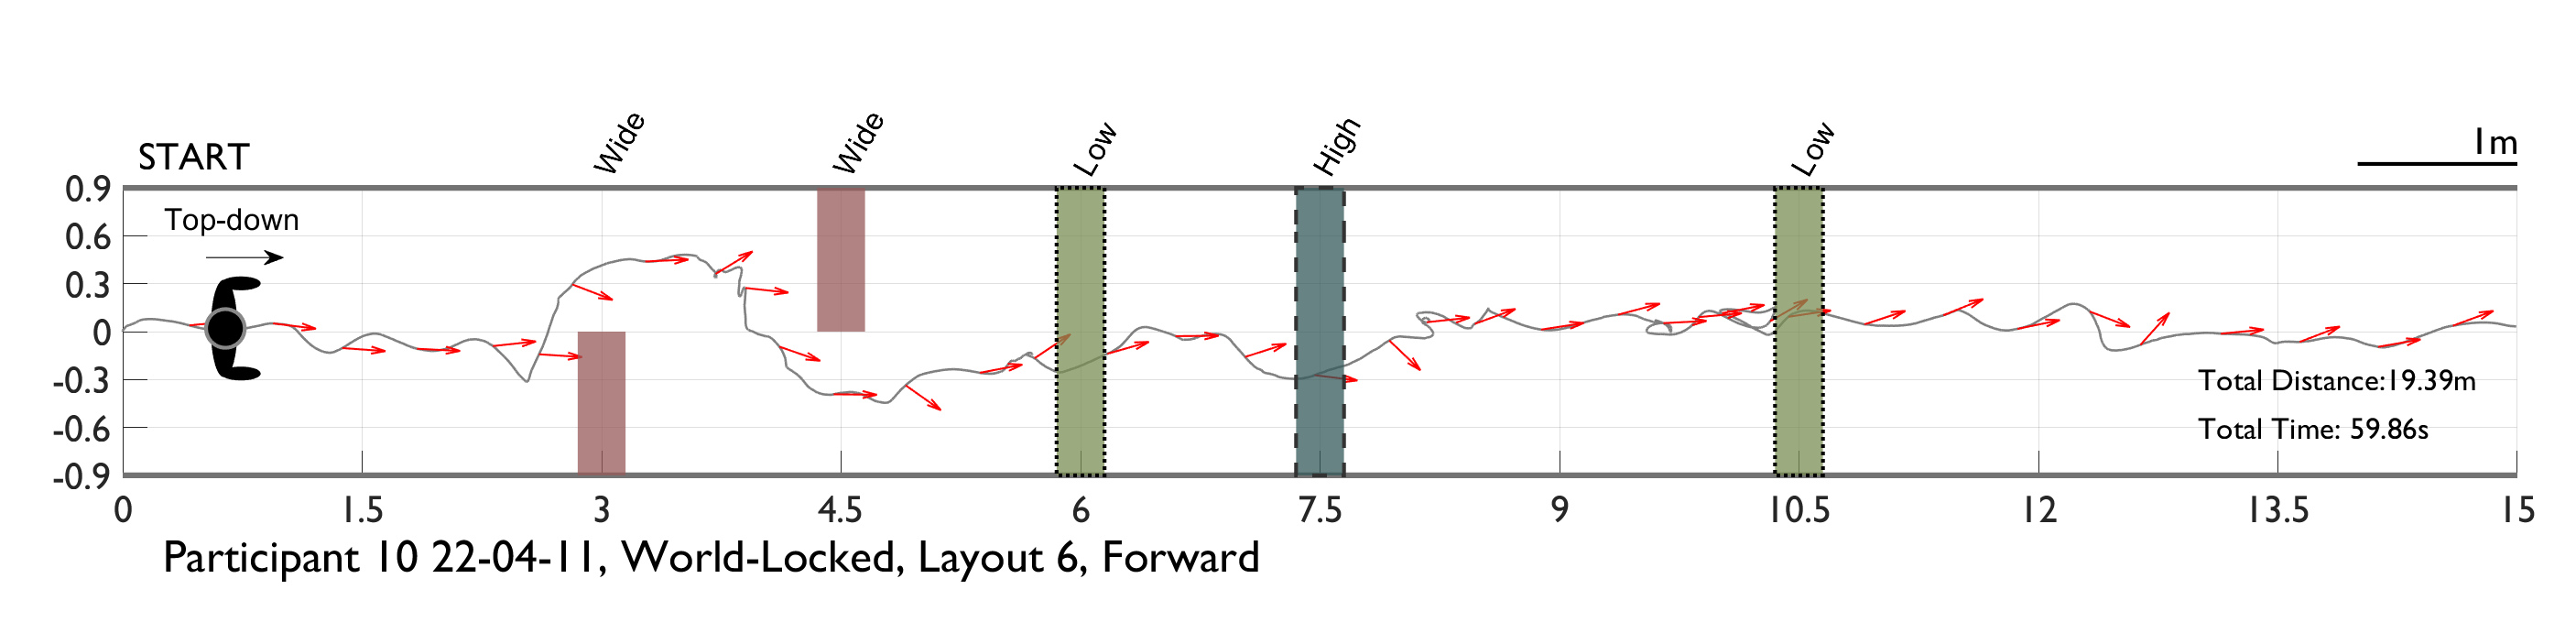 Wide
Wide
Low
High
Low
START
1m
0.9
0.6
0.3
0
-0.3
-0.6
-0.9
Top-down
Total Distance:19.39m
Total Time: 59.86s
0 1.5 3 4.5 6 7.5 9 10.5 12 13.5 15
Participant 10 22-04-11, World-Locked, Layout 6, Forward